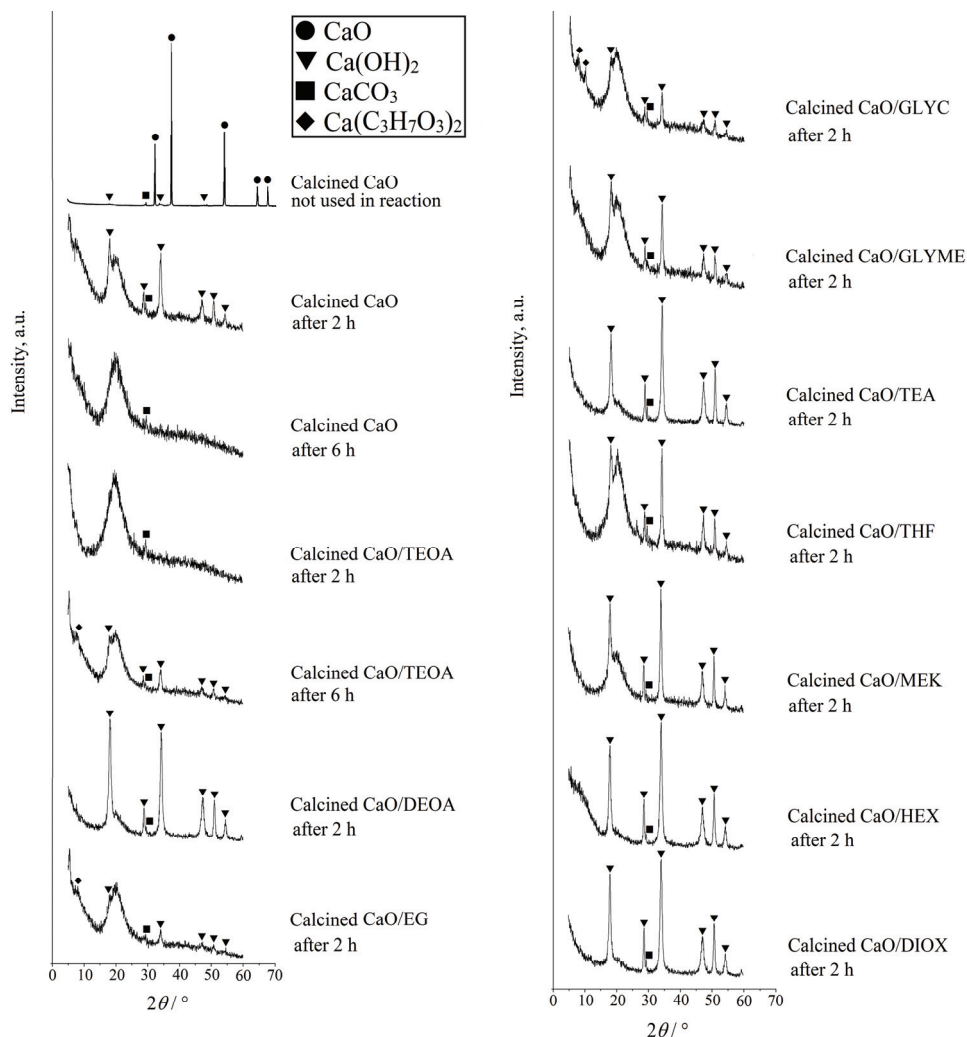 CaO
Ca(OH)2
CaCO3
Ca(C3H7O3)2
Intensity, a.u.
Calcined CaO
not used in reaction
Calcined CaO
after 2 h
Calcined CaO
after 6 h
Calcined CaO/TEOA
after 2 h
Calcined CaO/TEOA
after 6 h
Calcined CaO/DEOA
after 2 h
Calcined CaO/EG
after 2 h
0 10 20 30 40 50 60 70
2θ / °
Intensity, a.u.
Calcined CaO/GLYC
after 2 h
Calcined CaO/GLYME
after 2 h
Calcined CaO/TEA
after 2 h
Calcined CaO/THF
after 2 h
Calcined CaO/MEK
after 2 h
Calcined CaO/HEX
after 2 h
Calcined CaO/DIOX
after 2 h
0 10 20 30 40 50 60 70
2θ / °